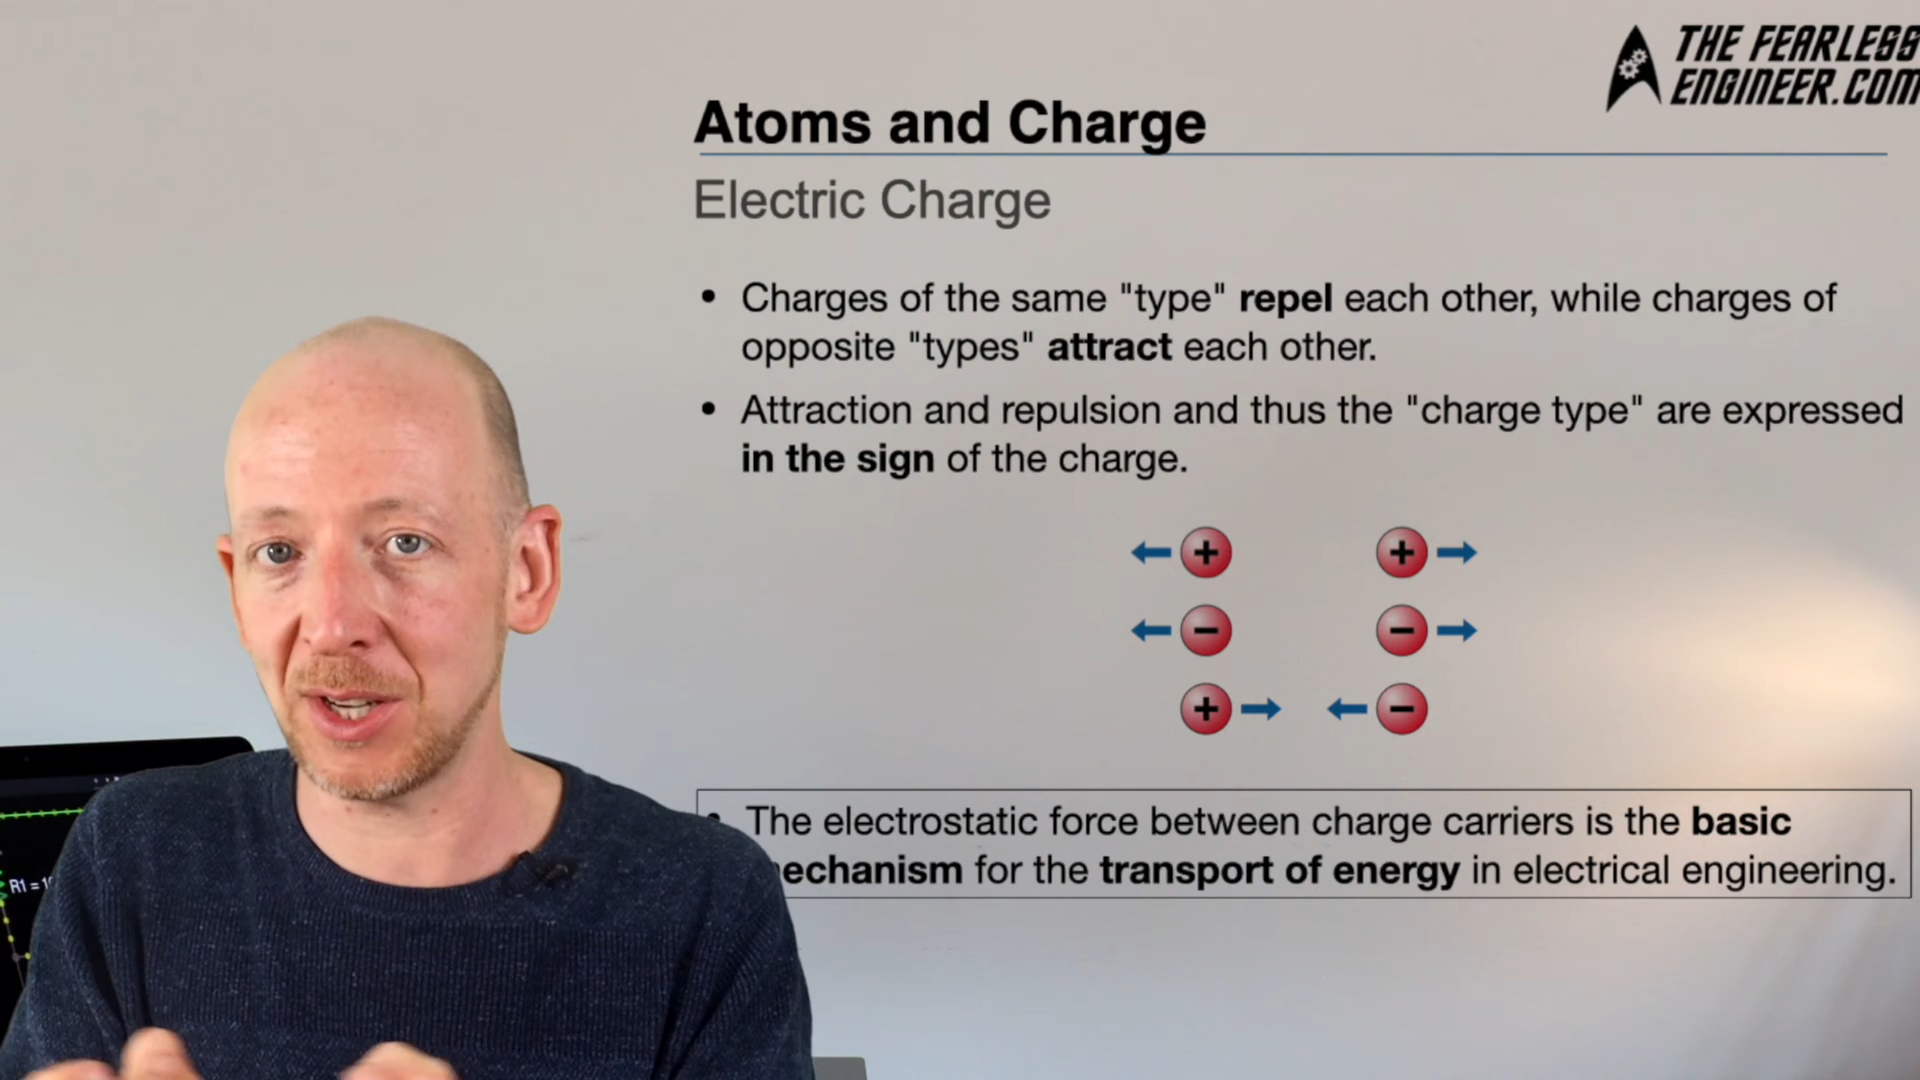 THE FEARLESS
ENGINEER.COM
Atoms and Charge
Electric Charge
• Charges of the same "type" repel each other, while charges of
opposite "types" attract each other.
• Attraction and repulsion and thus the "charge type" are expressed
in the sign of the charge.
+ +
− −
+ −
• The electrostatic force between charge carriers is the basic
mechanism for the transport of energy in electrical engineering.
R1 = 10